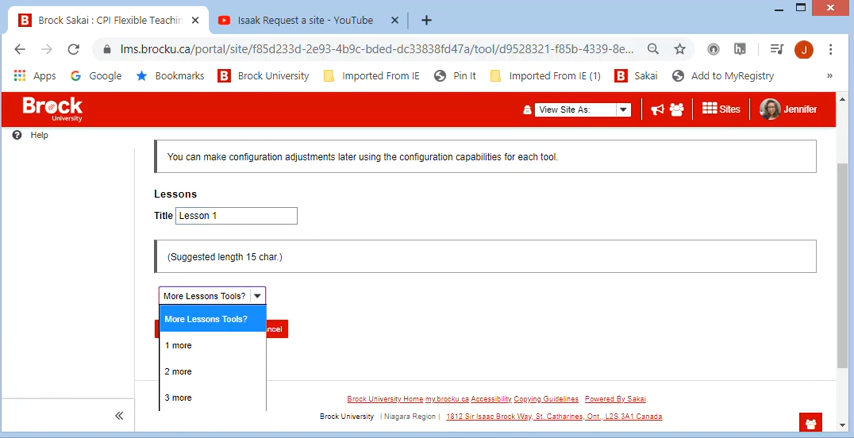 Brock Sakai : CPI Flexible Teachin
Isaak Request a site - YouTube
lms.brocku.ca/portal/site/f85d233d-2e93-4b9c-bded-dc33838fd47a/tool/d9528321-f85b-4339-8e...
J
Apps Google Bookmarks Brock University Imported From IE Pin It Imported From IE (1) Sakai Add to MyRegistry »
Brock University
View Site As:
Sites
Jennifer
Help
You can make configuration adjustments later using the configuration capabilities for each tool.
Lessons
Title Lesson 1
(Suggested length 15 char.)
More Lessons Tools?
More Lessons Tools?
ncel
1 more
2 more
3 more
Brock University Home my.brocku.ca Accessibility Copying Guidelines Powered By Sakai
Brock University | Niagara Region | 1812 Sir Isaac Brock Way, St. Catharines, Ont., L2S 3A1 Canada